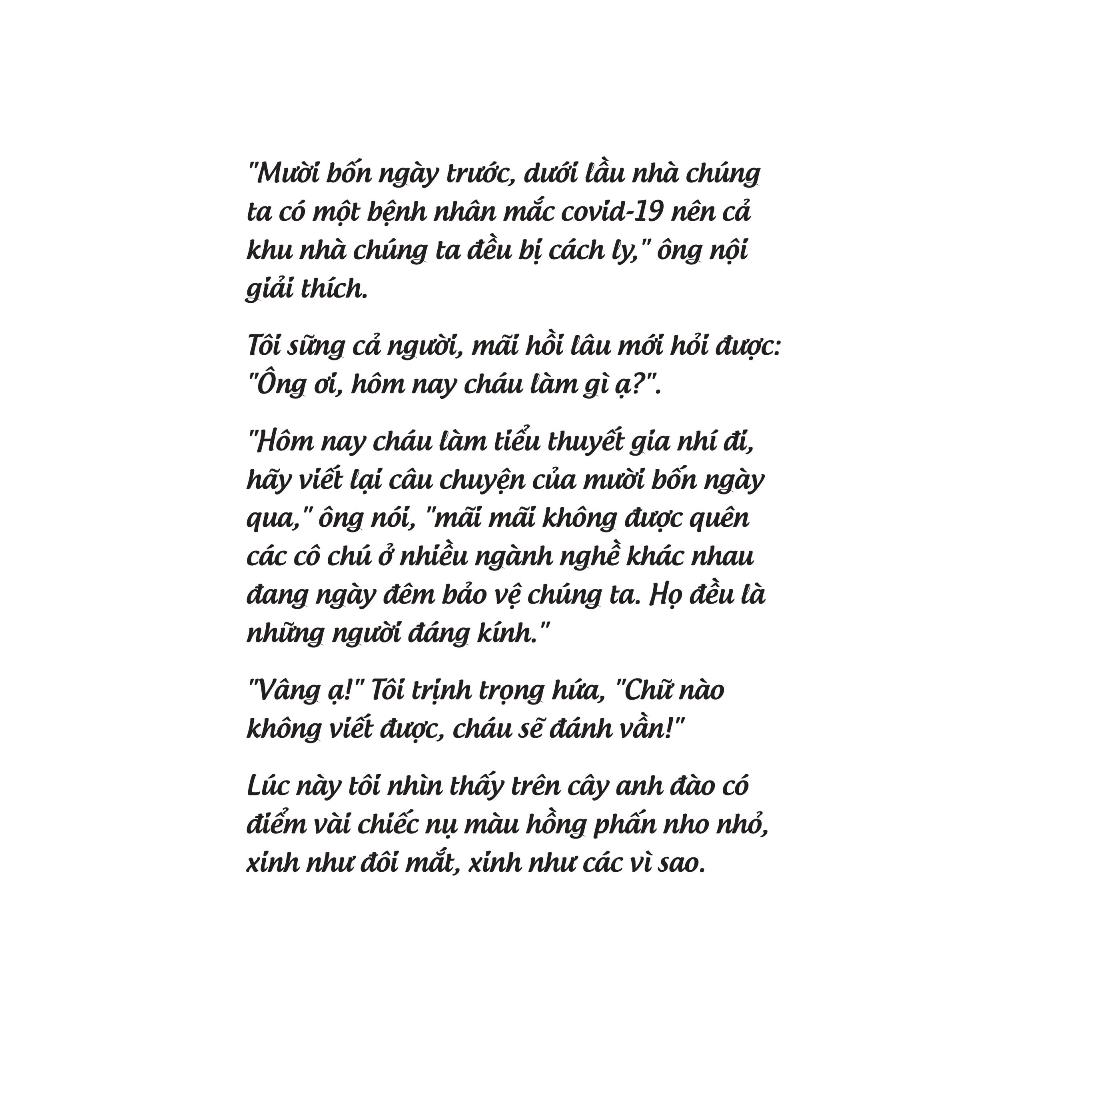 "Mười bốn ngày trước, dưới lầu nhà chúng
ta có một bệnh nhân mắc covid-19 nên cả
khu nhà chúng ta đều bị cách ly," ông nội
giải thích.
Tôi sững cả người, mãi hồi lâu mới hỏi được:
"Ông ơi, hôm nay cháu làm gì ạ?".
"Hôm nay cháu làm tiểu thuyết gia nhí đi,
hãy viết lại câu chuyện của mười bốn ngày
qua," ông nói, "mãi mãi không được quên
các cô chú ở nhiều ngành nghề khác nhau
đang ngày đêm bảo vệ chúng ta. Họ đều là
những người đáng kính."
"Vâng ạ!" Tôi trịnh trọng hứa, "Chữ nào
không viết được, cháu sẽ đánh vần!"
Lúc này tôi nhìn thấy trên cây anh đào có
điểm vài chiếc nụ màu hồng phấn nho nhỏ,
xinh như đôi mắt, xinh như các vì sao.